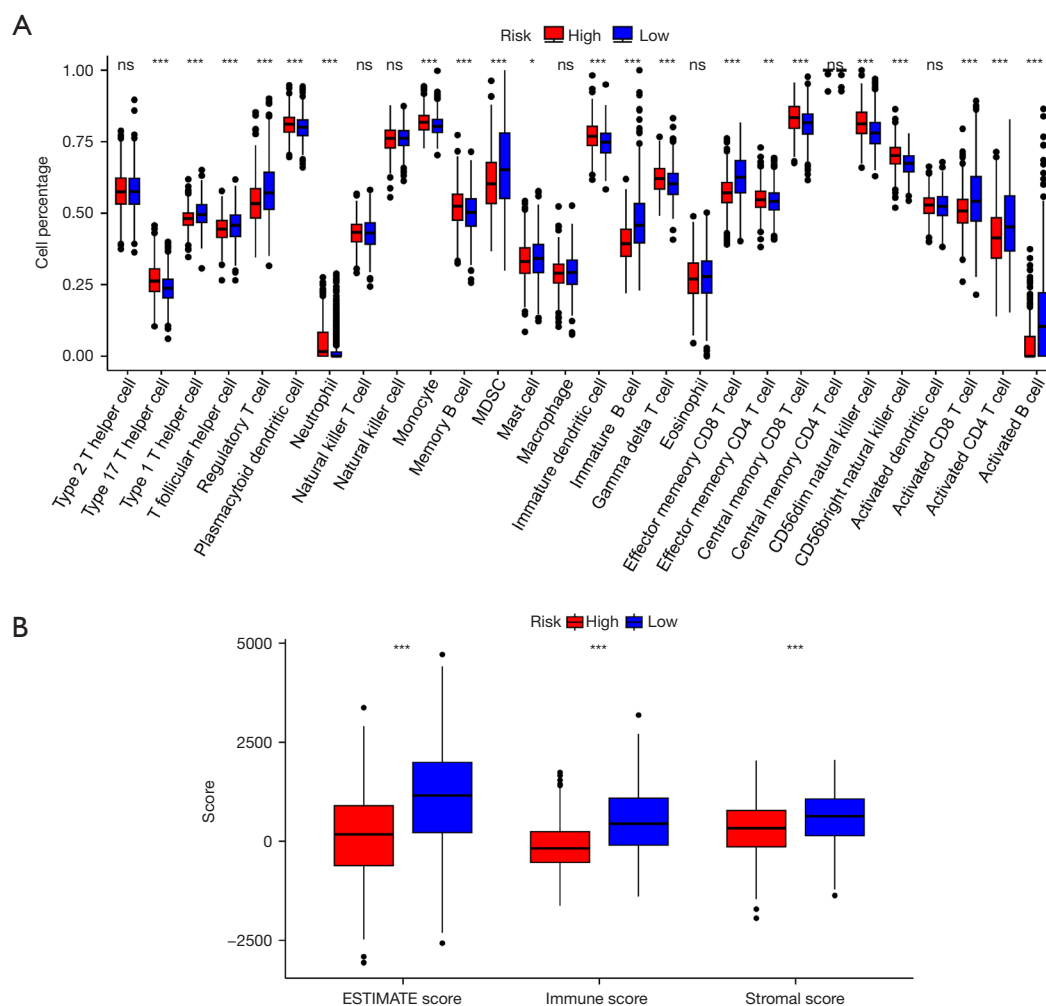 A
Risk High Low
ns *** *** *** *** *** *** ns ns *** *** *** * ns *** *** *** ns *** ** *** ns *** *** ns *** *** ***
1.00
0.75
0.50
0.25
0.00
Cell percentage
Type 2 T helper cell
Type 17 T helper cell
Type 1 T helper cell
T follicular helper cell
Regulatory T cell
Plasmacytoid dendritic cell
Neutrophil
Natural killer T cell
Natural killer cell
Monocyte
Memory B cell
MDSC
Mast cell
Macrophage
Immature dendritic cell
Immature B cell
Gamma delta T cell
Eosinophil
Effector memeory CD8 T cell
Effector memeory CD4 T cell
Central memory CD8 T cell
Central memory CD4 T cell
CD56dim natural killer cell
CD56bright natural killer cell
Activated dendritic cell
Activated CD8 T cell
Activated CD4 T cell
Activated B cell
B
Risk High Low
*** *** ***
5000
2500
0
−2500
Score
ESTIMATE score Immune score Stromal score